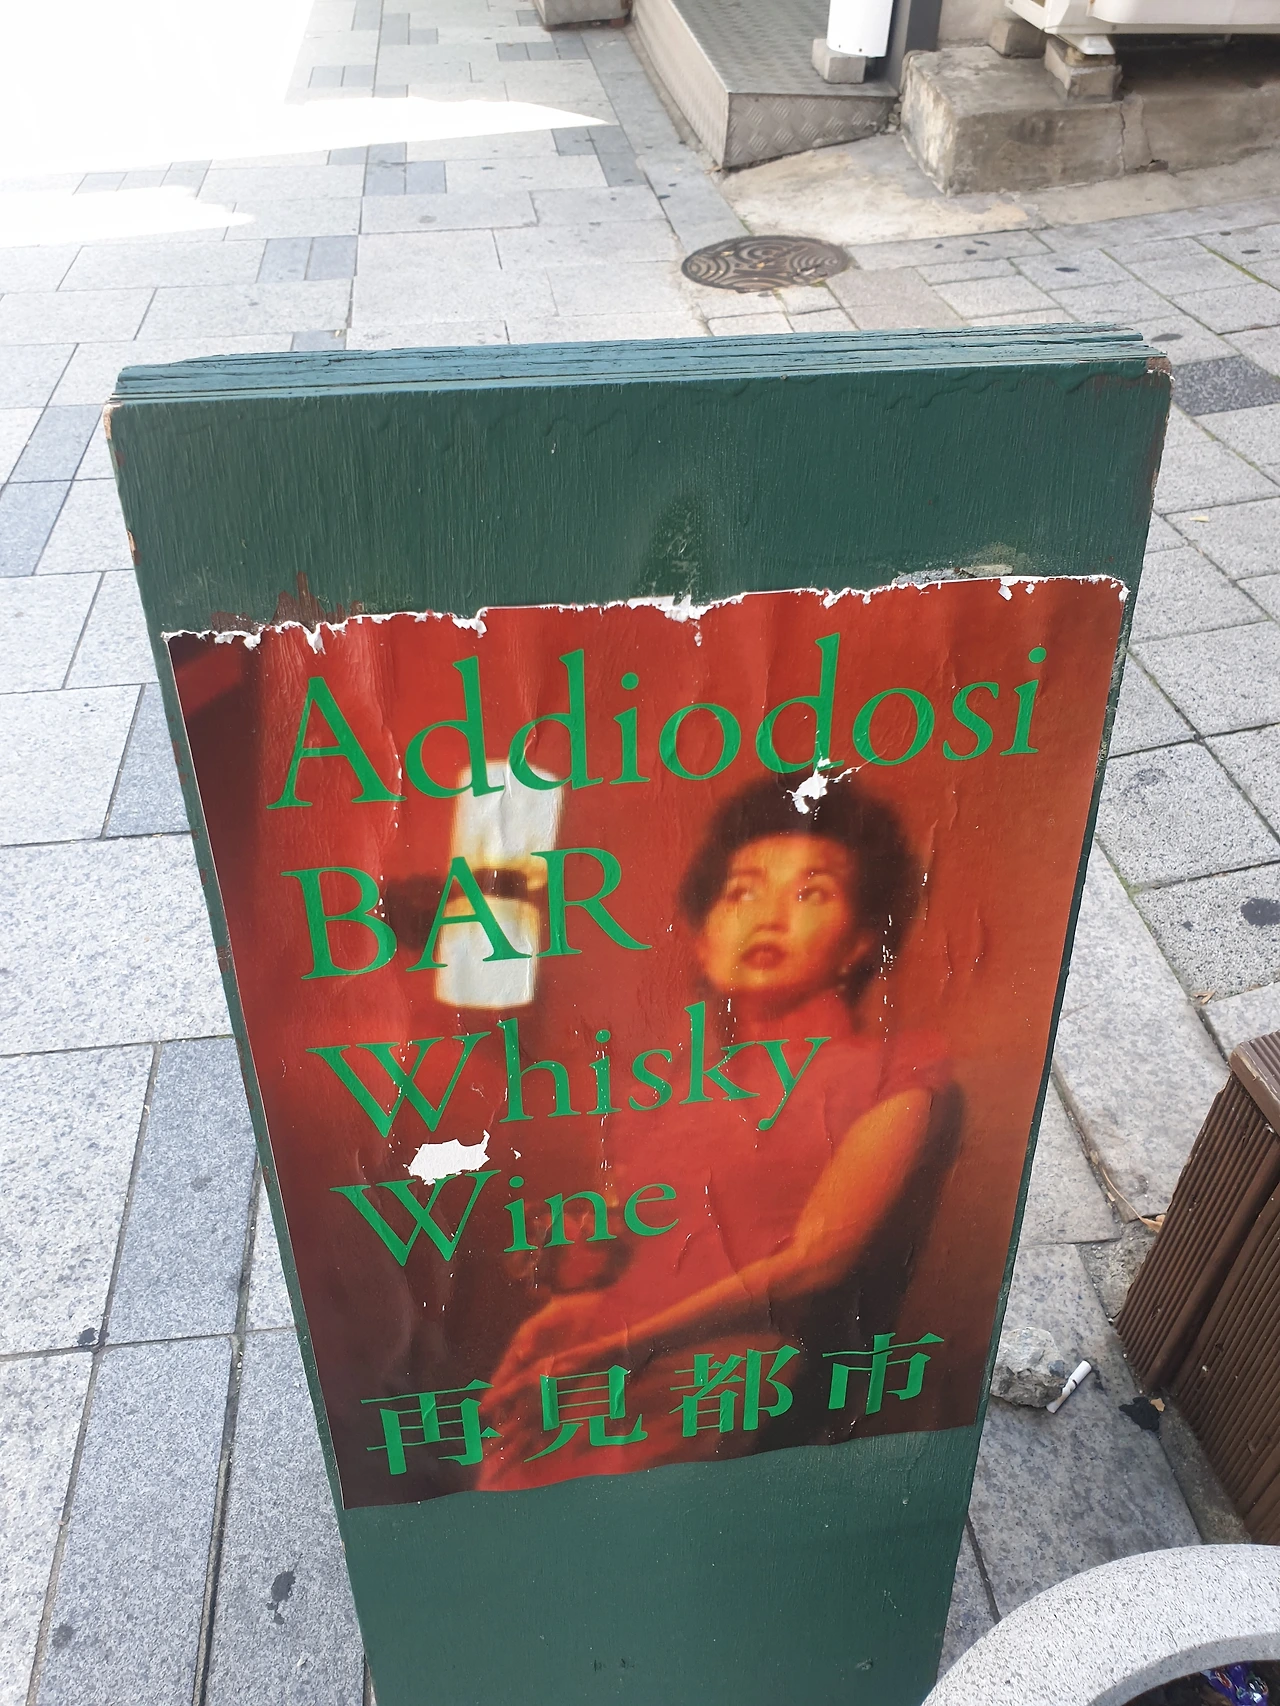 Addiodosi
BAR
Whisky
Wine
再見都市